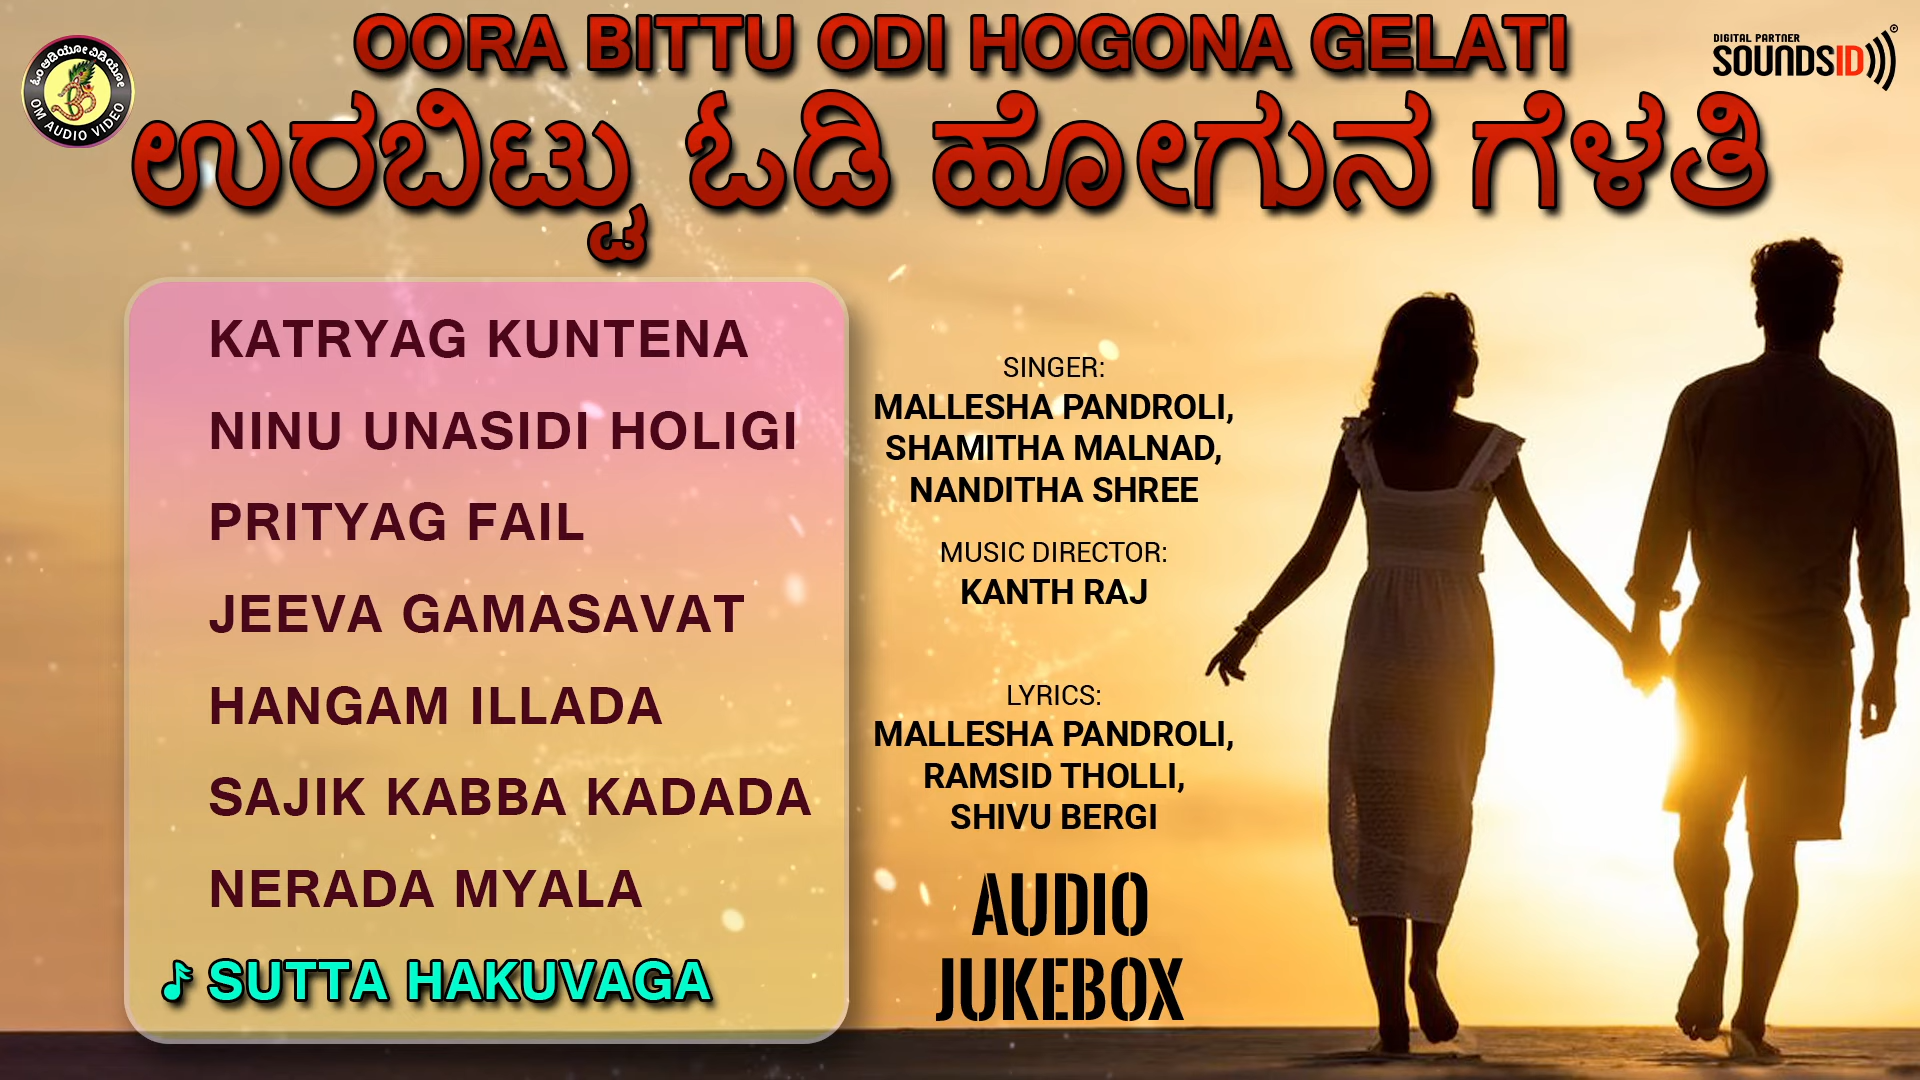 OORA BITTU ODI HOGONA GELATI
DIGITAL PARTNER
SOUNDSID
ಓಂ ಆಡಿಯೋ ವಿಡಿಯೋ
OM AUDIO VIDEO
ಉರಬಿಟ್ಟು ಓಡಿ ಹೋಗುನ ಗೆಳತಿ
KATRYAG KUNTENA
NINU UNASIDI HOLIGI
PRITYAG FAIL
JEEVA GAMASAVAT
HANGAM ILLADA
SAJIK KABBA KADADA
NERADA MYALA
♪ SUTTA HAKUVAGA
SINGER:
MALLESHA PANDROLI,
SHAMITHA MALNAD,
NANDITHA SHREE
MUSIC DIRECTOR:
KANTH RAJ
LYRICS:
MALLESHA PANDROLI,
RAMSID THOLLI,
SHIVU BERGI
AUDIO
JUKEBOX